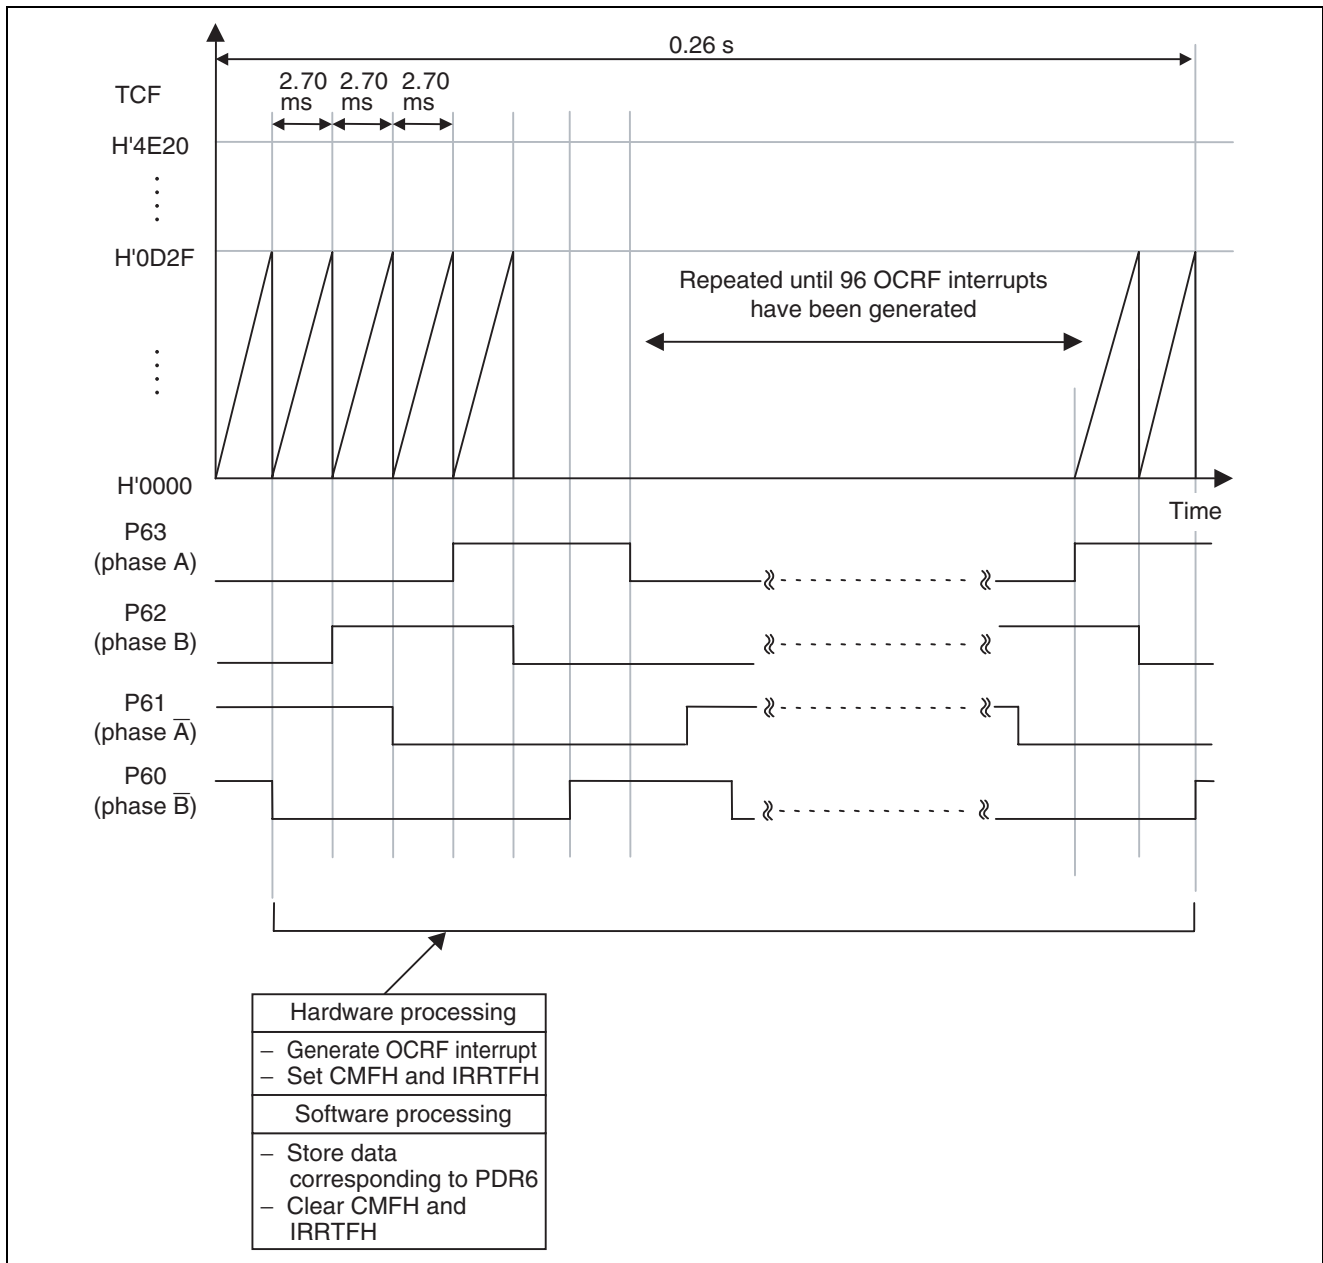 0.26 s
2.70 2.70 2.70
ms ms ms
TCF
H'4E20
H'0D2F
Repeated until 96 OCRF interrupts
have been generated
H'0000
Time
P63
(phase A)
P62
(phase B)
P61
(phase A̅)
P60
(phase B̅)
Hardware processing
– Generate OCRF interrupt
– Set CMFH and IRRTFH
Software processing
– Store data
corresponding to PDR6
– Clear CMFH and
IRRTFH